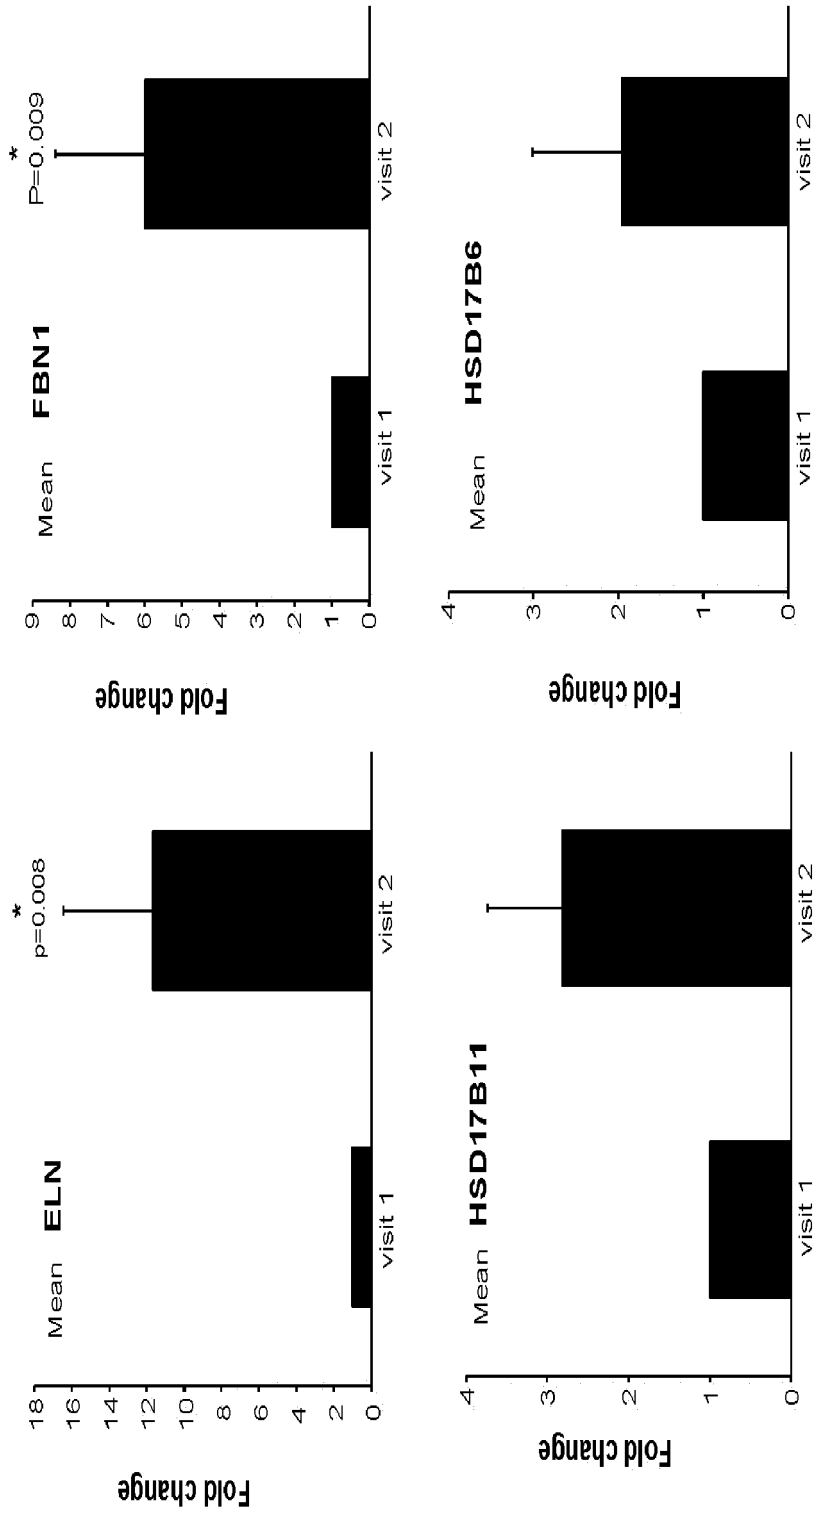 Mean ELN
*
p=0.008
Fold change
18
16
14
12
10
8
6
4
2
0
visit 1
visit 2
Mean FBN1
*
P=0.009
Fold change
9
8
7
6
5
4
3
2
1
0
visit 1
visit 2
Mean HSD17B11
Fold change
4
3
2
1
0
visit 1
visit 2
Mean HSD17B6
Fold change
4
3
2
1
0
visit 1
visit 2